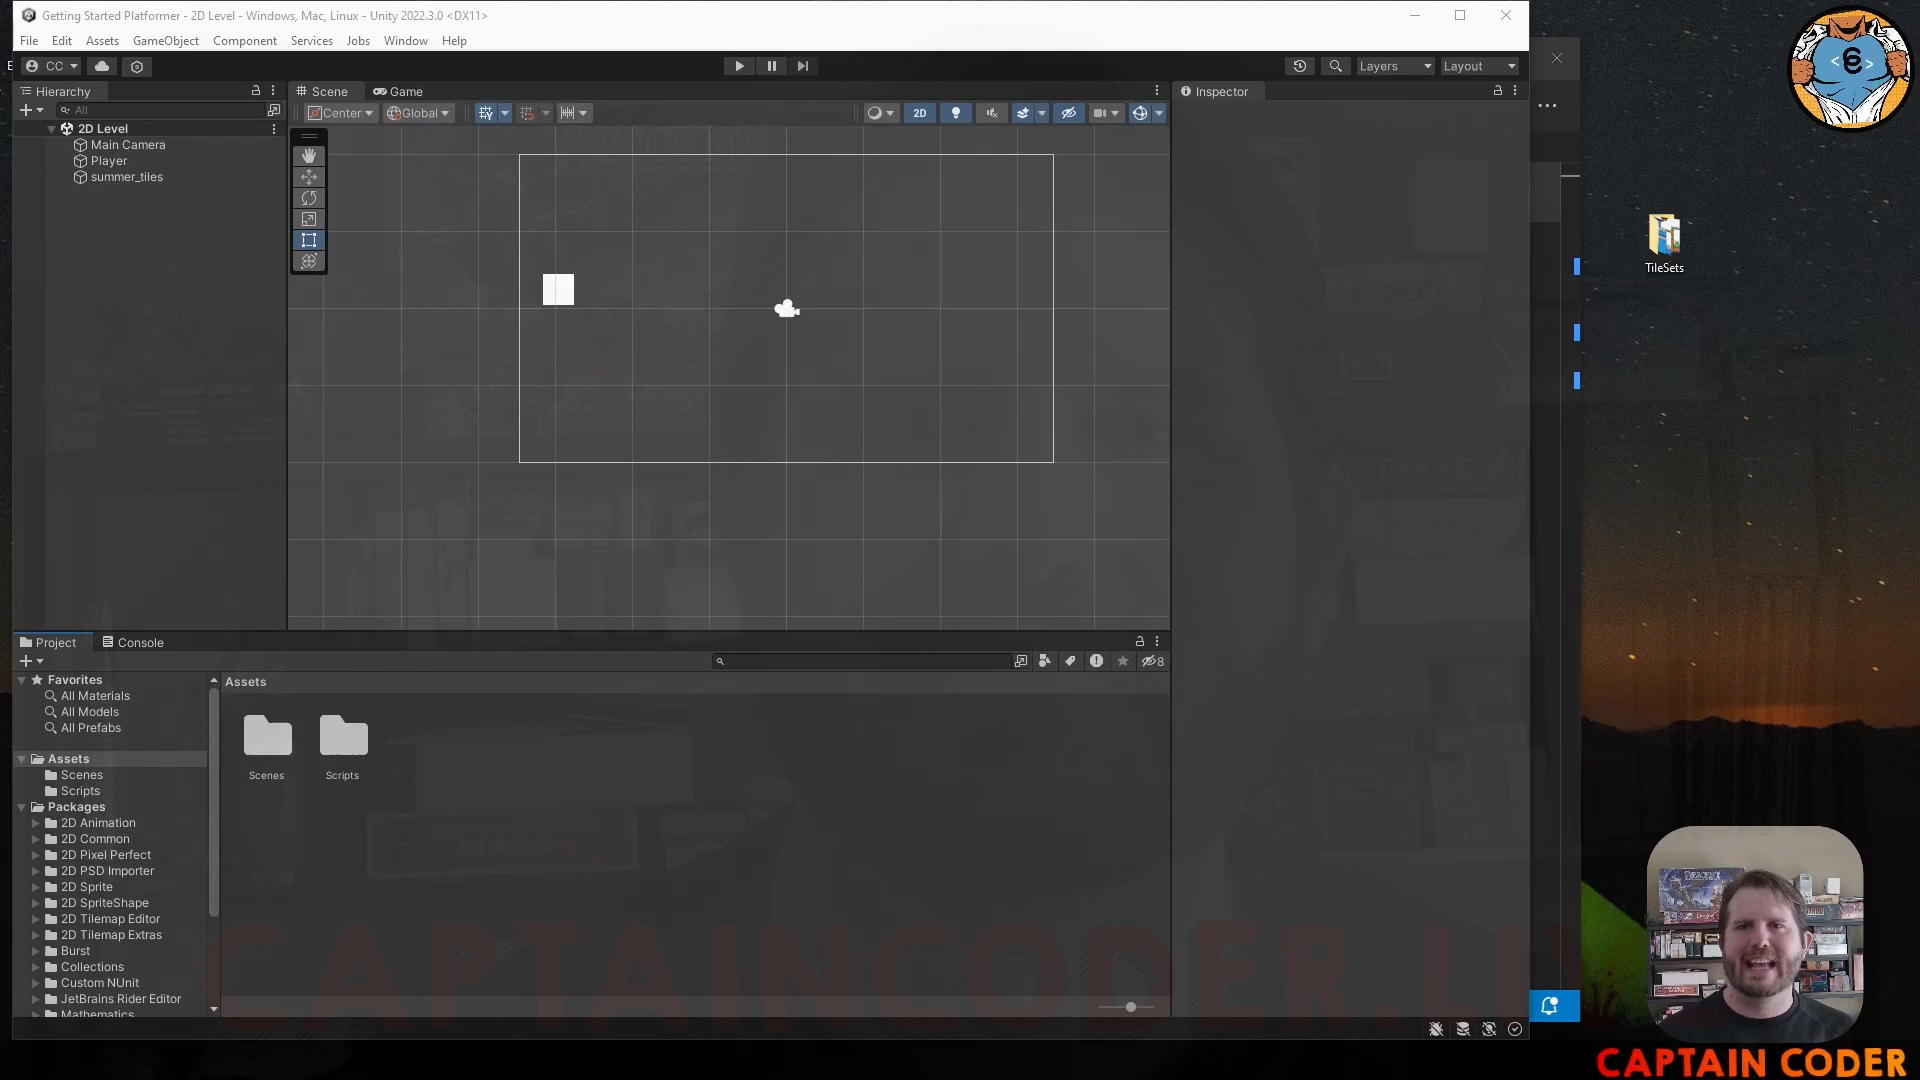 Getting Started Platformer - 2D Level - Windows, Mac, Linux - Unity 2022.3.0 <DX11>
File Edit Assets GameObject Component Services Jobs Window Help
CC Layers Layout
Hierarchy
All
2D Level
Main Camera
Player
summer_tiles
Scene Game
Center Global 2D
Inspector
TileSets
Project Console
8
Favorites
All Materials
All Models
All Prefabs
Assets
Scenes
Scripts
Packages
2D Animation
2D Common
2D Pixel Perfect
2D PSD Importer
2D Sprite
2D SpriteShape
2D Tilemap Editor
2D Tilemap Extras
Burst
Collections
Custom NUnit
JetBrains Rider Editor
Mathematics
Assets
Scenes Scripts
CAPTAINCODER
CAPTAIN CODER